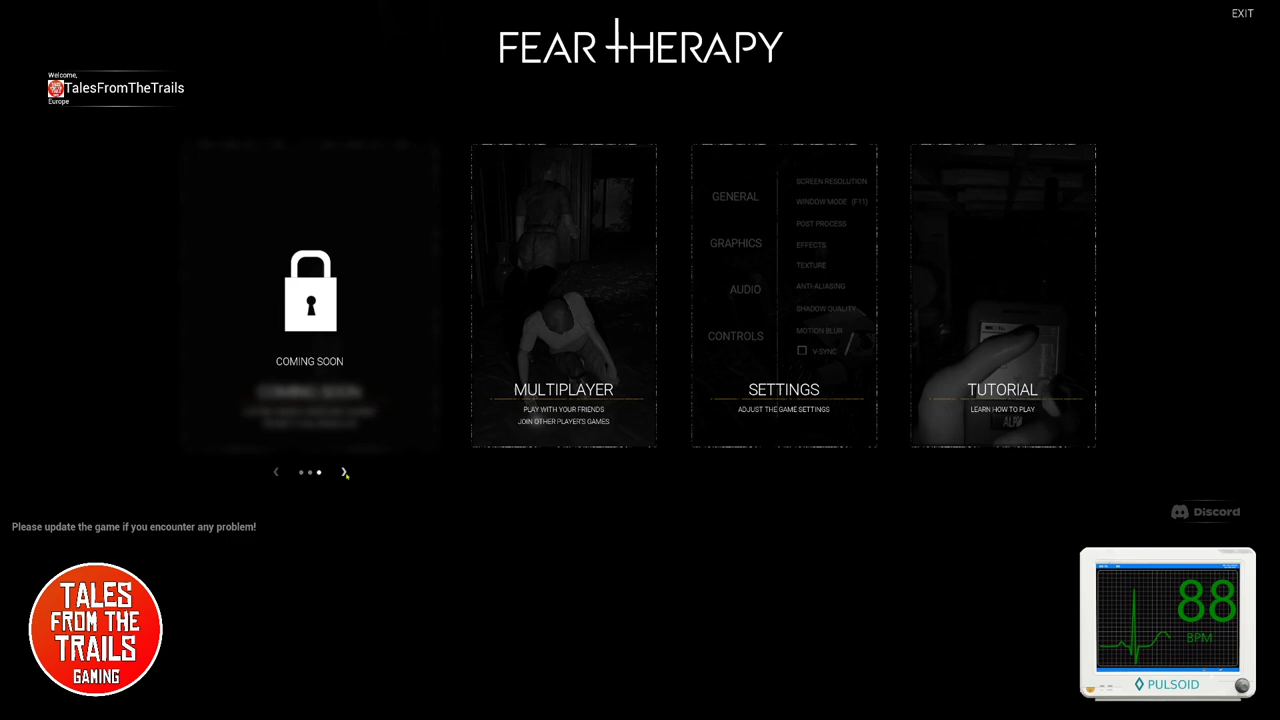 EXIT
FEAR THERAPY
Welcome,
TalesFromTheTrails
Europe
COMING SOON
COMING SOON
MULTIPLAYER
PLAY WITH YOUR FRIENDS
JOIN OTHER PLAYER'S GAMES
GENERAL
GRAPHICS
AUDIO
CONTROLS
SCREEN RESOLUTION
WINDOW MODE (F11)
POST PROCESS
EFFECTS
TEXTURE
ANTI-ALIASING
SHADOW QUALITY
MOTION BLUR
V-SYNC
SETTINGS
ADJUST THE GAME SETTINGS
TUTORIAL
LEARN HOW TO PLAY
Discord
Please update the game if you encounter any problem!
TALES
FROM THE
TRAILS
GAMING
88
BPM
PULSOID